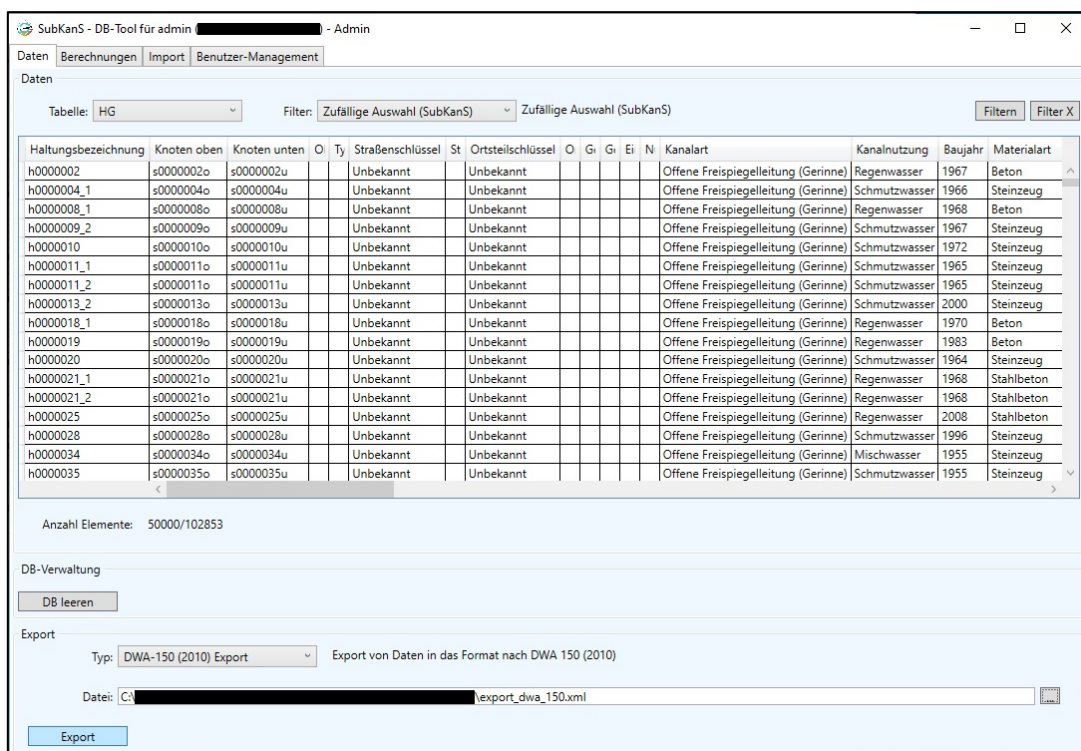 SubKanS - DB-Tool für admin ( ) - Admin
Daten Berechnungen Import Benutzer-Management
Daten
Tabelle: HG Filter: Zufällige Auswahl (SubKanS) Zufällige Auswahl (SubKanS) Filtern Filter X
Haltungsbezeichnung Knoten oben Knoten unten O Ty Straßenschlüssel St Ortsteilschlüssel O G G Ei N Kanalart Kanalnutzung Baujahr Materialart
h0000002 s0000002o s0000002u Unbekannt Unbekannt Offene Freispiegelleitung (Gerinne) Regenwasser 1967 Beton
h0000004_1 s0000004o s0000004u Unbekannt Unbekannt Offene Freispiegelleitung (Gerinne) Schmutzwasser 1966 Steinzeug
h0000008_1 s0000008o s0000008u Unbekannt Unbekannt Offene Freispiegelleitung (Gerinne) Regenwasser 1968 Beton
h0000009_2 s0000009o s0000009u Unbekannt Unbekannt Offene Freispiegelleitung (Gerinne) Schmutzwasser 1967 Steinzeug
h0000010 s0000010o s0000010u Unbekannt Unbekannt Offene Freispiegelleitung (Gerinne) Schmutzwasser 1972 Steinzeug
h0000011_1 s0000011o s0000011u Unbekannt Unbekannt Offene Freispiegelleitung (Gerinne) Schmutzwasser 1965 Steinzeug
h0000011_2 s0000011o s0000011u Unbekannt Unbekannt Offene Freispiegelleitung (Gerinne) Schmutzwasser 1965 Steinzeug
h0000013_2 s0000013o s0000013u Unbekannt Unbekannt Offene Freispiegelleitung (Gerinne) Schmutzwasser 2000 Steinzeug
h0000018_1 s0000018o s0000018u Unbekannt Unbekannt Offene Freispiegelleitung (Gerinne) Regenwasser 1970 Beton
h0000019 s0000019o s0000019u Unbekannt Unbekannt Offene Freispiegelleitung (Gerinne) Regenwasser 1983 Beton
h0000020 s0000020o s0000020u Unbekannt Unbekannt Offene Freispiegelleitung (Gerinne) Schmutzwasser 1964 Steinzeug
h0000021_1 s0000021o s0000021u Unbekannt Unbekannt Offene Freispiegelleitung (Gerinne) Regenwasser 1968 Stahlbeton
h0000021_2 s0000021o s0000021u Unbekannt Unbekannt Offene Freispiegelleitung (Gerinne) Regenwasser 1968 Stahlbeton
h0000025 s0000025o s0000025u Unbekannt Unbekannt Offene Freispiegelleitung (Gerinne) Regenwasser 2008 Stahlbeton
h0000028 s0000028o s0000028u Unbekannt Unbekannt Offene Freispiegelleitung (Gerinne) Schmutzwasser 1996 Steinzeug
h0000034 s0000034o s0000034u Unbekannt Unbekannt Offene Freispiegelleitung (Gerinne) Mischwasser 1955 Steinzeug
h0000035 s0000035o s0000035u Unbekannt Unbekannt Offene Freispiegelleitung (Gerinne) Schmutzwasser 1955 Steinzeug
Anzahl Elemente: 50000/102853
DB-Verwaltung
DB leeren
Export
Typ: DWA-150 (2010) Export Export von Daten in das Format nach DWA 150 (2010)
Datei: C:\ \export_dwa_150.xml ...
Export